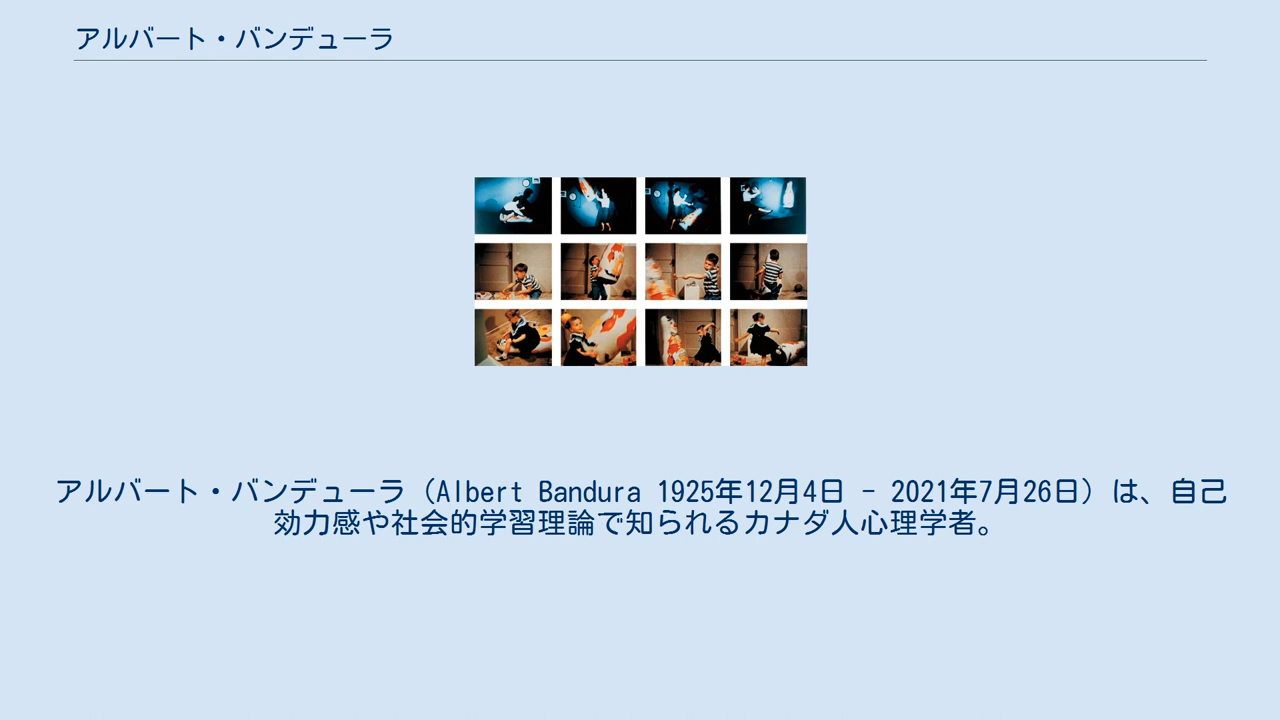 アルバート・バンデューラ
アルバート・バンデューラ（Albert Bandura 1925年12月4日 - 2021年7月26日）は、自己
効力感や社会的学習理論で知られるカナダ人心理学者。